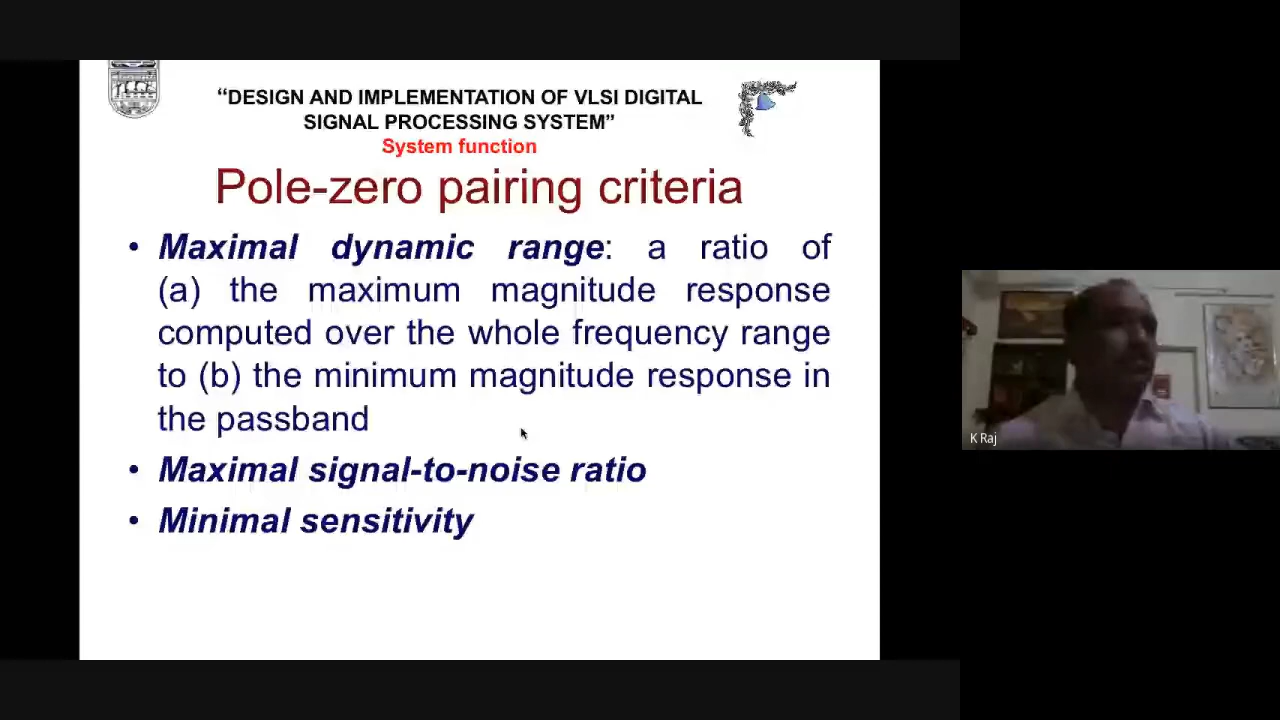 “DESIGN AND IMPLEMENTATION OF VLSI DIGITAL
SIGNAL PROCESSING SYSTEM”
System function
Pole-zero pairing criteria
• Maximal dynamic range: a ratio of
(a) the maximum magnitude response
computed over the whole frequency range
to (b) the minimum magnitude response in
the passband
• Maximal signal-to-noise ratio
• Minimal sensitivity
K Raj